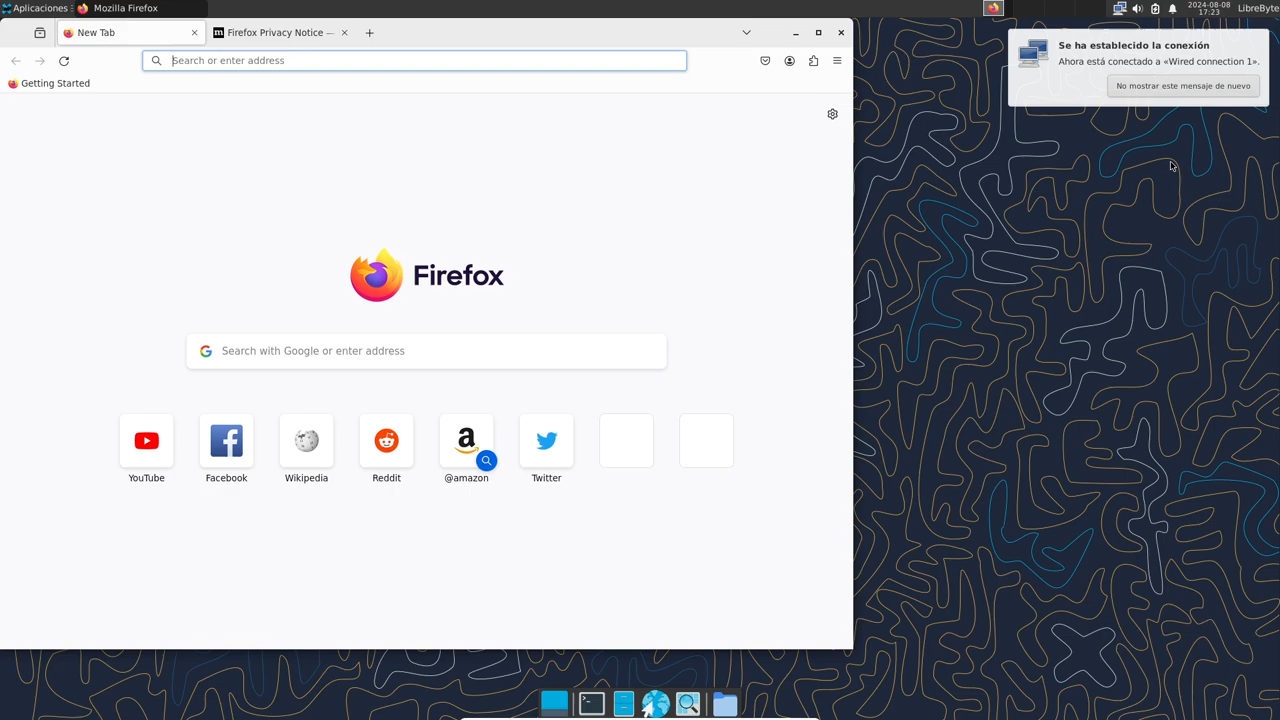 Aplicaciones
Mozilla Firefox
2024-08-08
17:23
LibreByte
New Tab
Firefox Privacy Notice —
Search or enter address
Getting Started
Se ha establecido la conexión
Ahora está conectado a «Wired connection 1».
No mostrar este mensaje de nuevo
Firefox
Search with Google or enter address
YouTube
Facebook
Wikipedia
Reddit
@amazon
Twitter